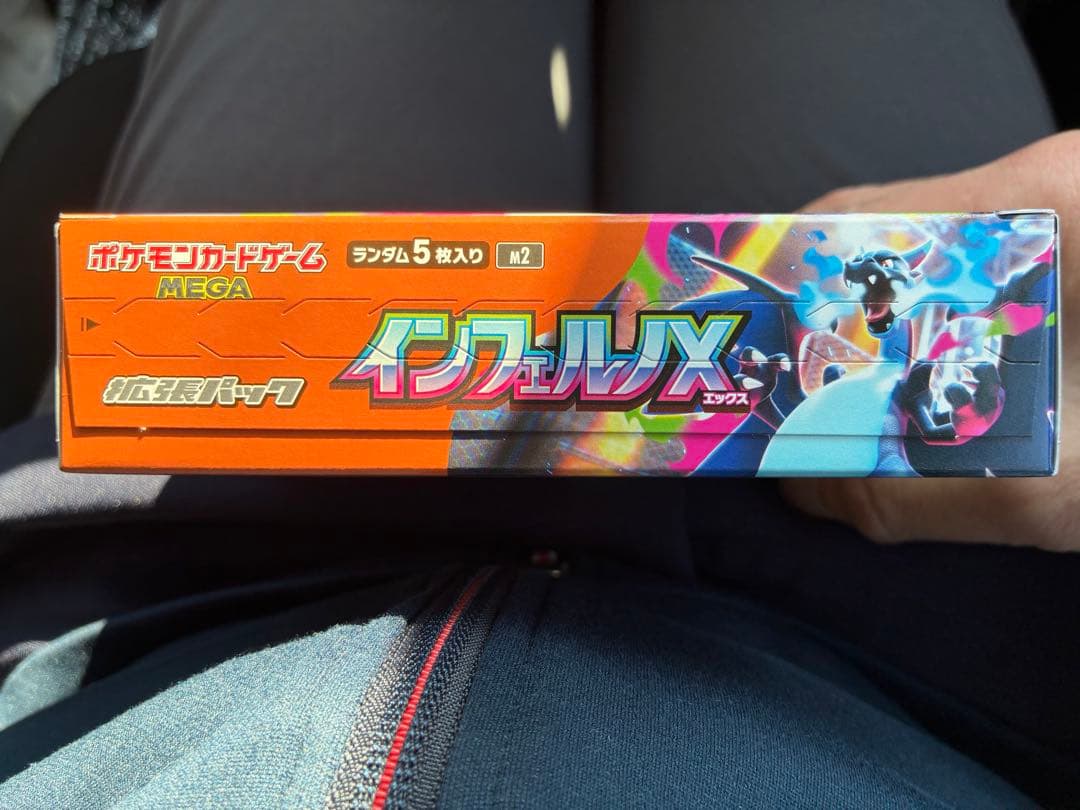 ポケモンカードゲーム
MEGA
ランダム5枚入り M2
インフェルノX
エックス
拡張パック